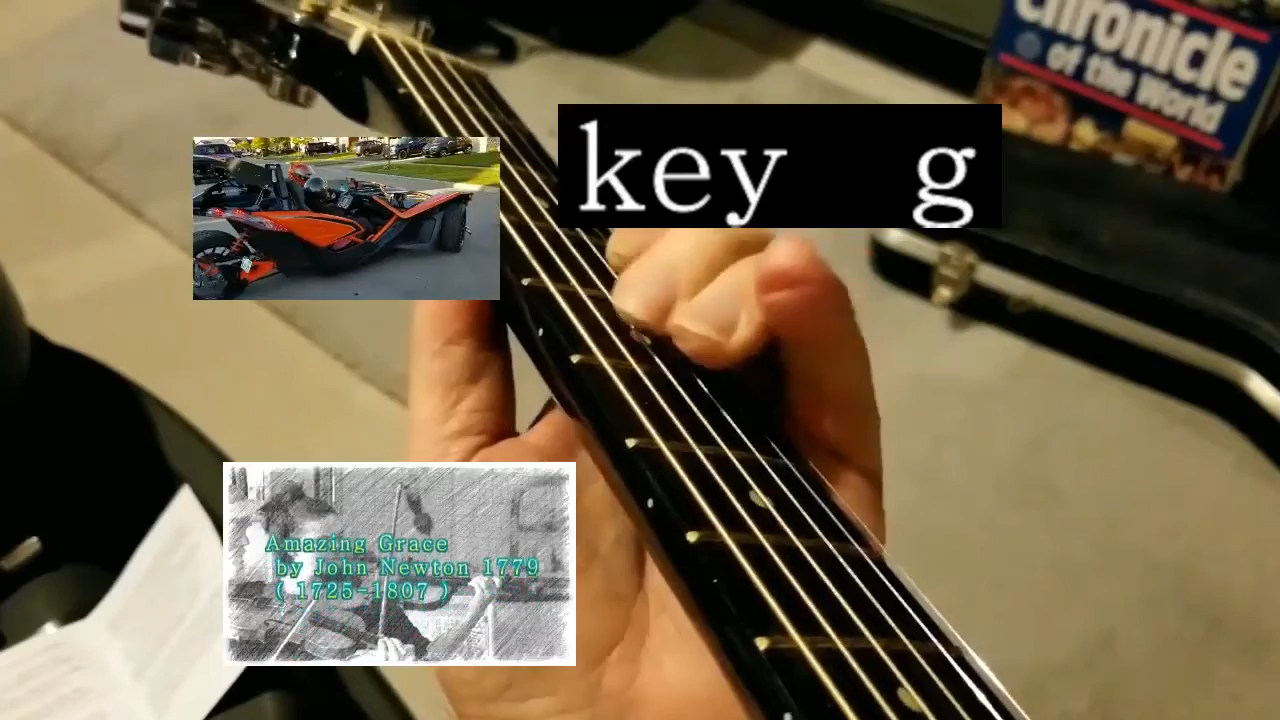 chronicle
of the World
key g
Amazing Grace
by John Newton 1779
( 1725-1807 )